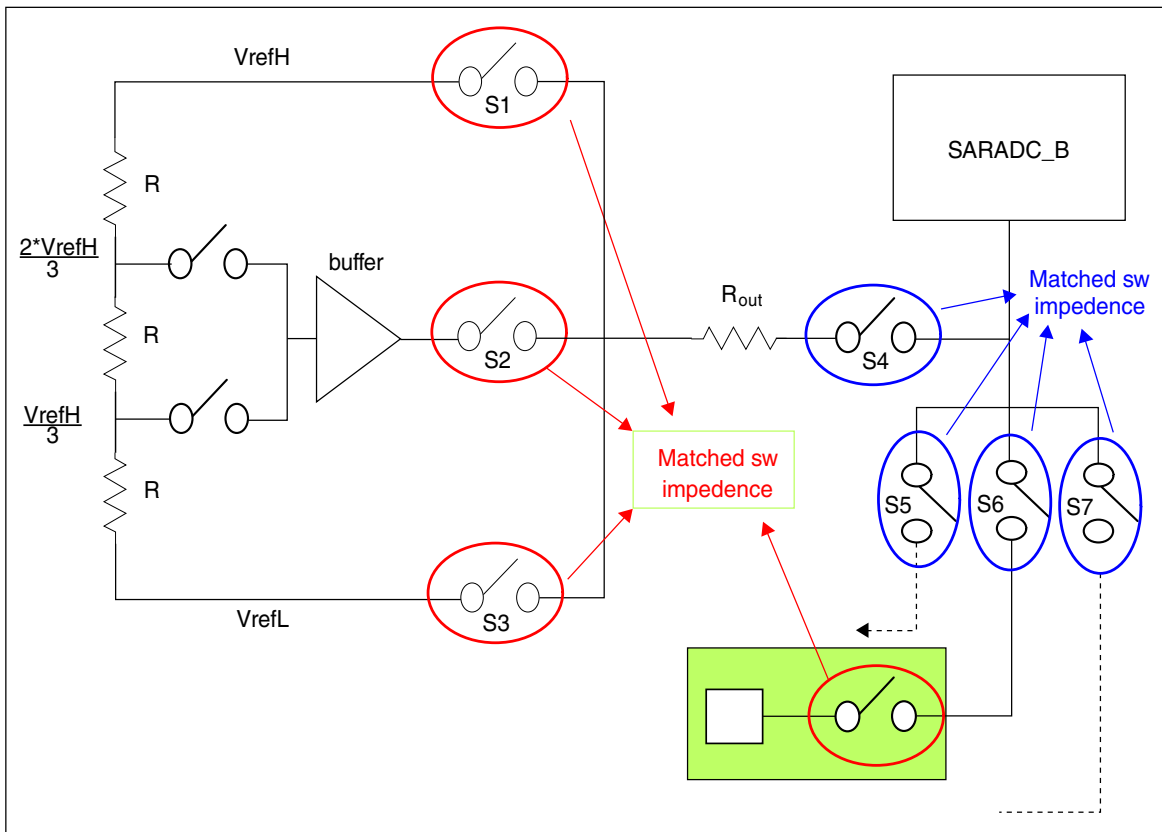 VrefH
S1
SARADC_B
R
2*VrefH
3
buffer
Matched sw
impedence
Rout
S2
S4
R
VrefH
3
Matched sw
impedence
R
S5
S6
S7
S3
VrefL